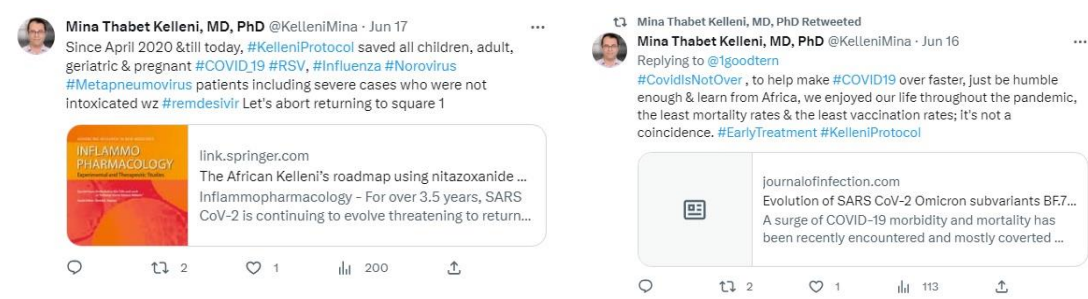 Mina Thabet Kelleni, MD, PhD @KelleniMina · Jun 17
Since April 2020 &till today, #KelleniProtocol saved all children, adult,
geriatric & pregnant #COVID_19 #RSV, #Influenza #Norovirus
#Metapneumovirus patients including severe cases who were not
intoxicated wz #remdesivir Let's abort returning to square 1
INFLAMMO
PHARMACOLOGY
Experimental and Therapeutic Studies
link.springer.com
The African Kelleni's roadmap using nitazoxanide ...
Inflammopharmacology - For over 3.5 years, SARS
CoV-2 is continuing to evolve threatening to return...
2
1
200
Mina Thabet Kelleni, MD, PhD Retweeted
Mina Thabet Kelleni, MD, PhD @KelleniMina · Jun 16
Replying to @1goodtern
#CovidIsNotOver , to help make #COVID19 over faster, just be humble
enough & learn from Africa, we enjoyed our life throughout the pandemic,
the least mortality rates & the least vaccination rates; it's not a
coincidence. #EarlyTreatment #KelleniProtocol
journalofinfection.com
Evolution of SARS CoV-2 Omicron subvariants BF.7...
A surge of COVID-19 morbidity and mortality has
been recently encountered and mostly coverted ...
2
1
113